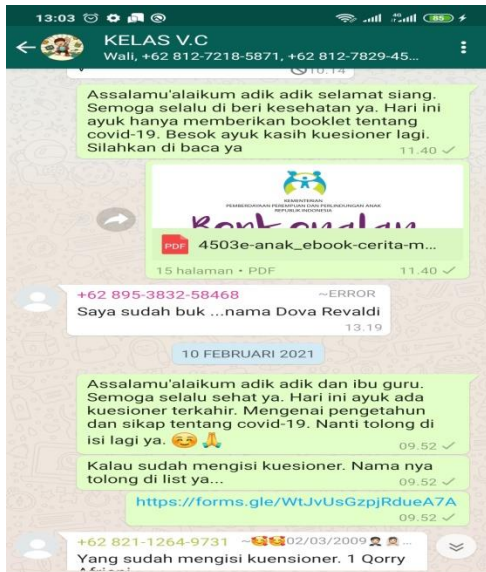 13:03
85
KELAS V.C
Wali, +62 812-7218-5871, +62 812-7829-45...
10.14
Assalamu'alaikum adik adik selamat siang.
Semoga selalu di beri kesehatan ya. Hari ini
ayuk hanya memberikan booklet tentang
covid-19. Besok ayuk kasih kuesioner lagi.
Silahkan di baca ya
11.40
KEMENTERIAN
PEMBERDAYAAN PEREMPUAN DAN PERLINDUNGAN ANAK
REPUBLIK INDONESIA
PDF
4503e-anak_ebook-cerita-m...
15 halaman • PDF
11.40
+62 895-3832-58468 ~ERROR
Saya sudah buk ...nama Dova Revaldi
13.19
10 FEBRUARI 2021
Assalamu'alaikum adik adik dan ibu guru.
Semoga selalu sehat ya. Hari ini ayuk ada
kuesioner terkahir. Mengenai pengetahun
dan sikap tentang covid-19. Nanti tolong di
isi lagi ya. 😊🙏
09.52
Kalau sudah mengisi kuesioner. Nama nya
tolong di list ya...
09.52
https://forms.gle/WtJvUsGzpjRdueA7A
09.52
+62 821-1264-9731 ~🥰🥰02/03/2009
Yang sudah mengisi kuensioner. 1 Qorry